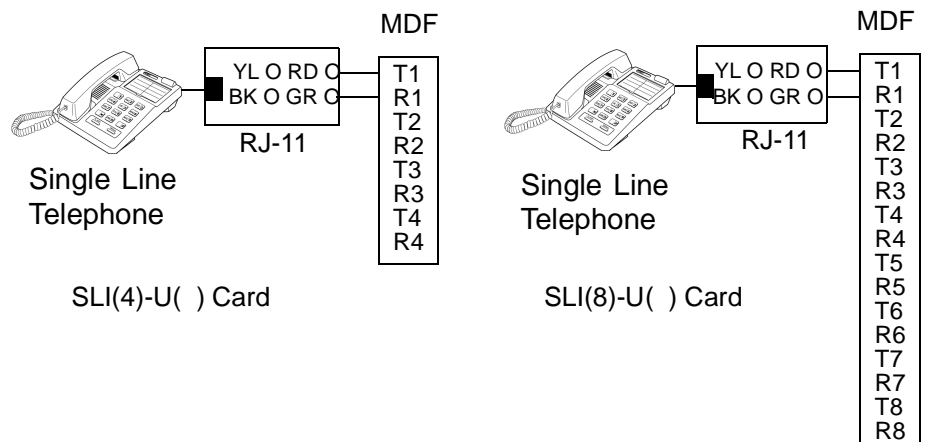 MDF
YL O RD O
BK O GR O
RJ-11
T1
R1
T2
R2
T3
R3
T4
R4
Single Line
Telephone
SLI(4)-U( ) Card
MDF
YL O RD O
BK O GR O
RJ-11
T1
R1
T2
R2
T3
R3
T4
R4
T5
R5
T6
R6
T7
R7
T8
R8
Single Line
Telephone
SLI(8)-U( ) Card